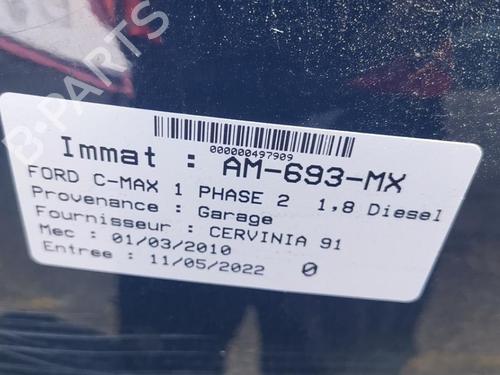 000000497909
Immat : AM-693-MX
FORD C-MAX 1 PHASE 2 1,8 Diesel
Provenance : Garage
Fournisseur : CERVINIA 91
Mec : 01/03/2010
Entree : 11/05/2022 0
B-PARTS